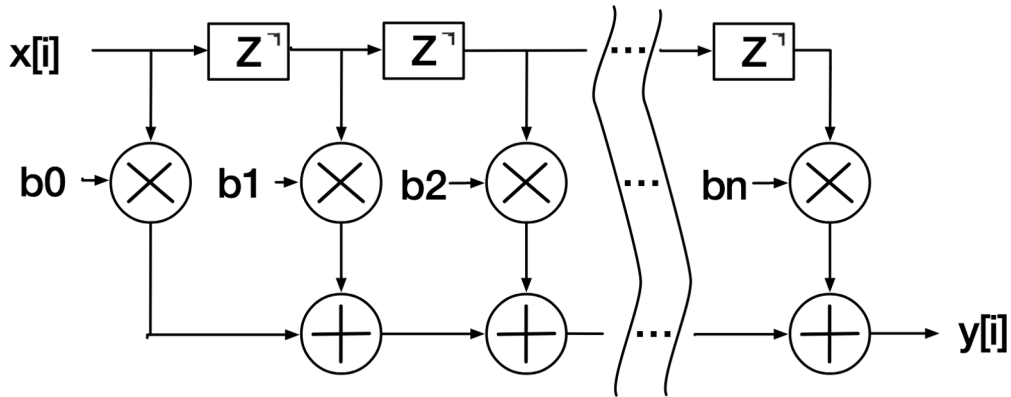 x[i] Z⁻¹ Z⁻¹ ... Z⁻¹
b0 b1 b2 ... bn
... y[i]